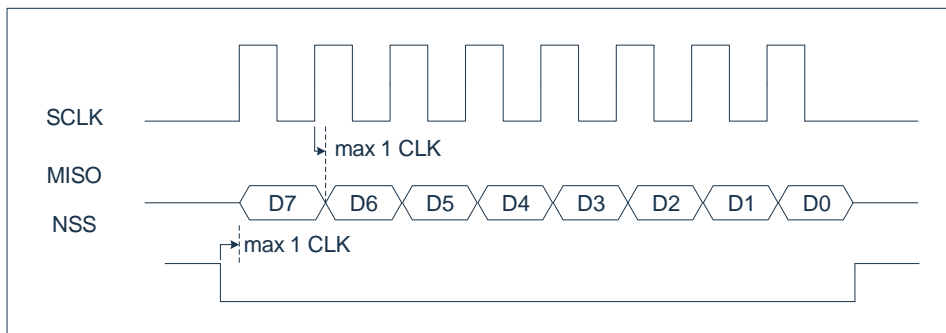 SCLK
max 1 CLK
MISO
D7 D6 D5 D4 D3 D2 D1 D0
NSS
max 1 CLK